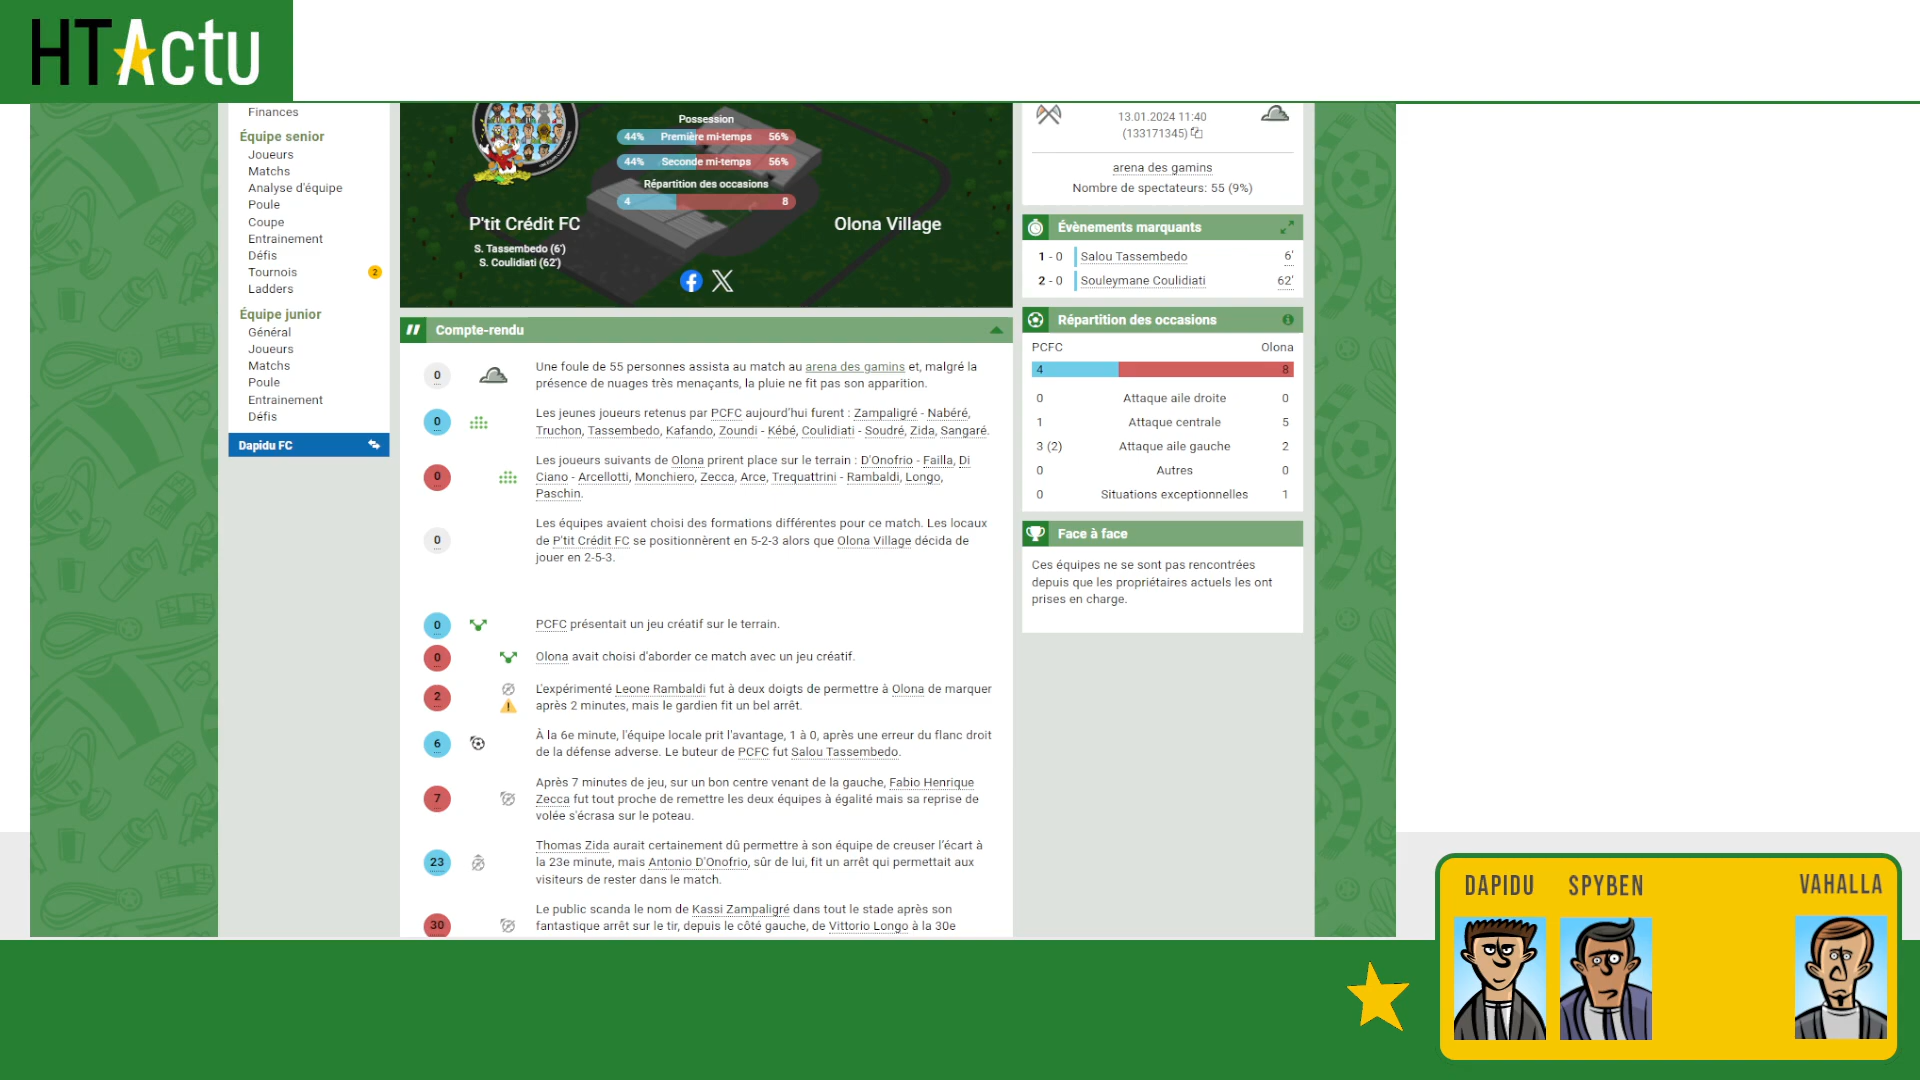 HTActu
Finances
Équipe senior
Joueurs
Matchs
Analyse d'équipe
Poule
Coupe
Entrainement
Défis
Tournois 2
Ladders
Équipe junior
Général
Joueurs
Matchs
Poule
Entrainement
Défis
Dapidu FC
Possession
44% Première mi-temps 56%
44% Seconde mi-temps 56%
Répartition des occasions
4 8
P'tit Crédit FC
Olona Village
S. Tassembedo (6')
S. Coulidiati (62')
Compte-rendu
0 Une foule de 55 personnes assista au match au arena des gamins et, malgré la
présence de nuages très menaçants, la pluie ne fit pas son apparition.
0 Les jeunes joueurs retenus par PCFC aujourd'hui furent : Zampaligré - Nabéré,
Truchon, Tassembedo, Kafando, Zoundi - Kébé, Coulidiati - Soudré, Zida, Sangaré.
0 Les joueurs suivants de Olona prirent place sur le terrain : D'Onofrio - Failla, Di
Ciano - Arcellotti, Monchiero, Zecca, Arce, Trequattrini - Rambaldi, Longo,
Paschin.
0 Les équipes avaient choisi des formations différentes pour ce match. Les locaux
de P'tit Crédit FC se positionnèrent en 5-2-3 alors que Olona Village décida de
jouer en 2-5-3.
0 PCFC présentait un jeu créatif sur le terrain.
0 Olona avait choisi d'aborder ce match avec un jeu créatif.
2 L'expérimenté Leone Rambaldi fut à deux doigts de permettre à Olona de marquer
après 2 minutes, mais le gardien fit un bel arrêt.
6 À la 6e minute, l'équipe locale prit l'avantage, 1 à 0, après une erreur du flanc droit
de la défense adverse. Le buteur de PCFC fut Salou Tassembedo.
7 Après 7 minutes de jeu, sur un bon centre venant de la gauche, Fabio Henrique
Zecca fut tout proche de remettre les deux équipes à égalité mais sa reprise de
volée s'écrasa sur le poteau.
23 Thomas Zida aurait certainement dû permettre à son équipe de creuser l'écart à
la 23e minute, mais Antonio D'Onofrio, sûr de lui, fit un arrêt qui permettait aux
visiteurs de rester dans le match.
30 Le public scanda le nom de Kassi Zampaligré dans tout le stade après son
fantastique arrêt sur le tir, depuis le côté gauche, de Vittorio Longo à la 30e
13.01.2024 11:40
(133171345)
arena des gamins
Nombre de spectateurs: 55 (9%)
Évènements marquants
1 - 0 Salou Tassembedo 6'
2 - 0 Souleymane Coulidiati 62'
Répartition des occasions
PCFC Olona
4 8
0 Attaque aile droite 0
1 Attaque centrale 5
3 (2) Attaque aile gauche 2
0 Autres 0
0 Situations exceptionnelles 1
Face à face
Ces équipes ne se sont pas rencontrées
depuis que les propriétaires actuels les ont
prises en charge.
DAPIDU SPYBEN VAHALLA